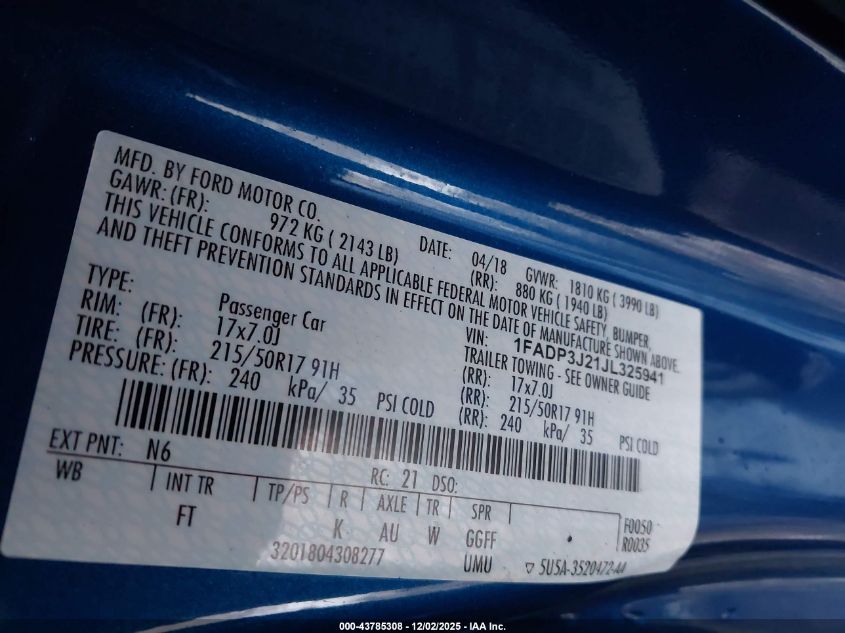 MFD. BY FORD MOTOR CO.
DATE: 04/18 GVWR: 1810 KG ( 3990 LB)
GAWR: (FR): 972 KG ( 2143 LB) (RR): 880 KG ( 1940 LB)
THIS VEHICLE CONFORMS TO ALL APPLICABLE FEDERAL MOTOR VEHICLE SAFETY, BUMPER,
AND THEFT PREVENTION STANDARDS IN EFFECT ON THE DATE OF MANUFACTURE SHOWN ABOVE.
VIN: 1FADP3J21JL325941
TYPE: Passenger Car TRAILER TOWING - SEE OWNER GUIDE
RIM: (FR): 17x7.0J (RR): 17x7.0J
TIRE: (FR): 215/50R17 91H (RR): 215/50R17 91H
PRESSURE: (FR): 240 kPa/ 35 PSI COLD (RR): 240 kPa/ 35 PSI COLD
EXT PNT: N6 RC: 21 DSO:
WB INT TR TP/PS R AXLE TR SPR
FT K AU W GGFF F0050
R0035
3201804308277 UMU ▽ 5U5A-3520472-AA
000-43785308 - 12/02/2025 - IAA Inc.